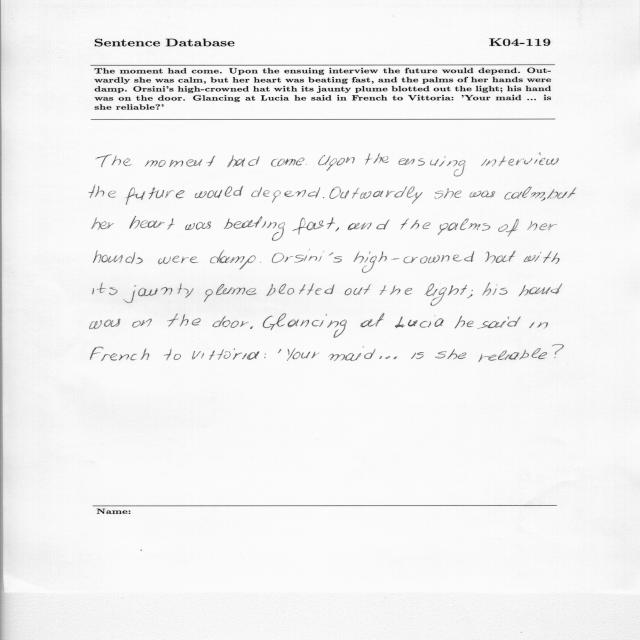 Sentence Database K04-119
The moment had come. Upon the ensuing interview the future would depend. Out-
wardly she was calm, but her heart was beating fast, and the palms of her hands were
damp. Orsini's high-crowned hat with its jaunty plume blotted out the light; his hand
was on the door. Glancing at Lucia he said in French to Vittoria: 'Your maid ... is
she reliable?'
The moment had come. Upon the ensuing interview
the future would depend. Outwardly she was calm, but
her heart was beating fast, and the palms of her
hands were damp. Orsini's high-crowned hat with
its jaunty plume blotted out the light; his hand
was on the door. Glancing at Lucia he said in
French to Vittoria: 'Your maid... is she reliable?
Name: